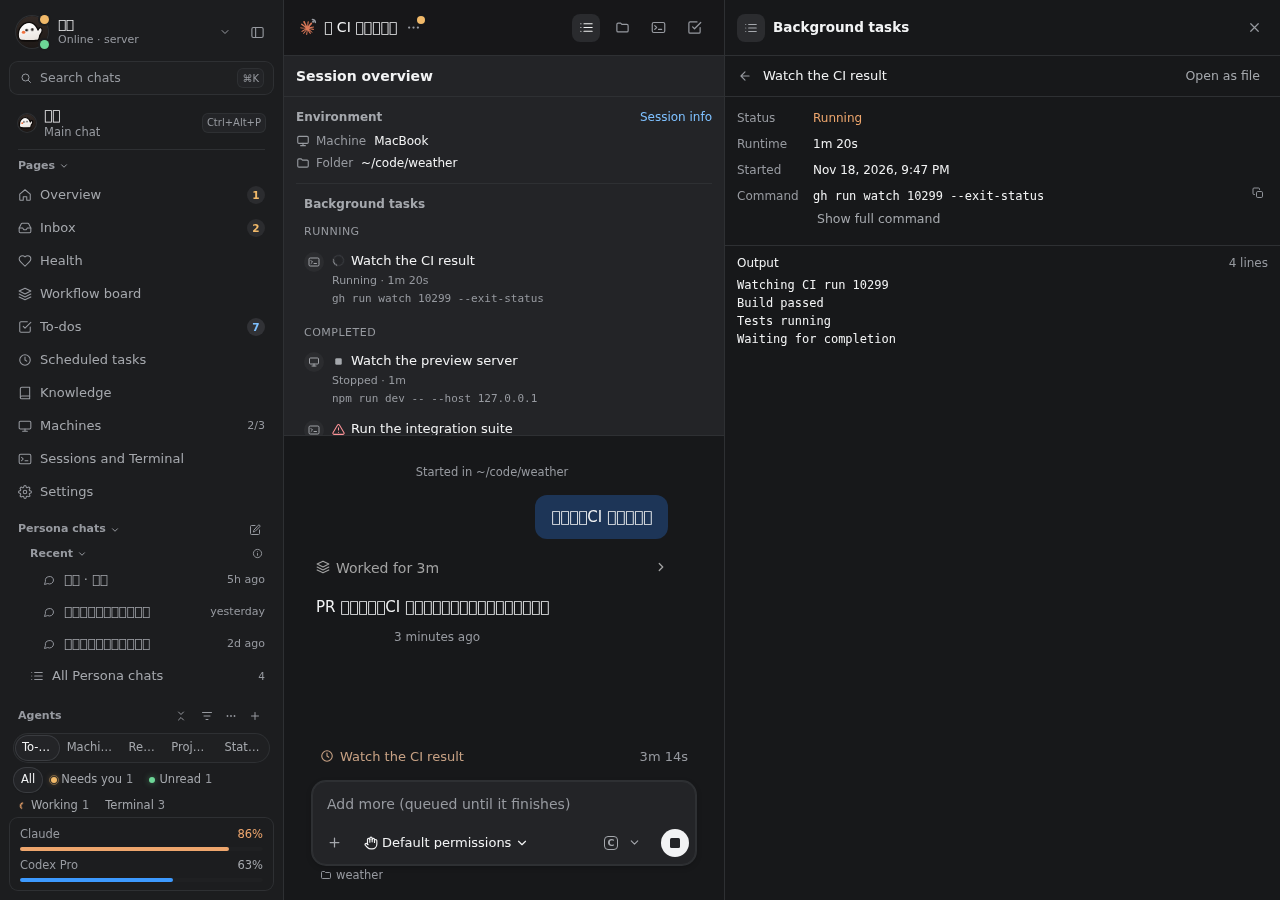 Online · server
Search chats
⌘K
Main chat
Ctrl+Alt+P
Pages
Overview
1
Inbox
2
Health
Workflow board
To-dos
7
Scheduled tasks
Knowledge
Machines
2/3
Sessions and Terminal
Settings
Persona chats
Recent
5h ago
yesterday
2d ago
All Persona chats
4
Agents
To-…
Machi…
Re…
Proj…
Stat…
All
Needs you 1
Unread 1
Working 1
Terminal 3
Claude
86%
Codex Pro
63%
CI
Session overview
Environment
Session info
Machine MacBook
Folder ~/code/weather
Background tasks
RUNNING
Watch the CI result
Running · 1m 20s
gh run watch 10299 --exit-status
COMPLETED
Watch the preview server
Stopped · 1m
npm run dev -- --host 127.0.0.1
Run the integration suite
Started in ~/code/weather
CI
Worked for 3m
PR CI
3 minutes ago
Watch the CI result
3m 14s
Add more (queued until it finishes)
Default permissions
C
weather
Background tasks
Watch the CI result
Open as file
Status Running
Runtime 1m 20s
Started Nov 18, 2026, 9:47 PM
Command gh run watch 10299 --exit-status
Show full command
Output
4 lines
Watching CI run 10299
Build passed
Tests running
Waiting for completion